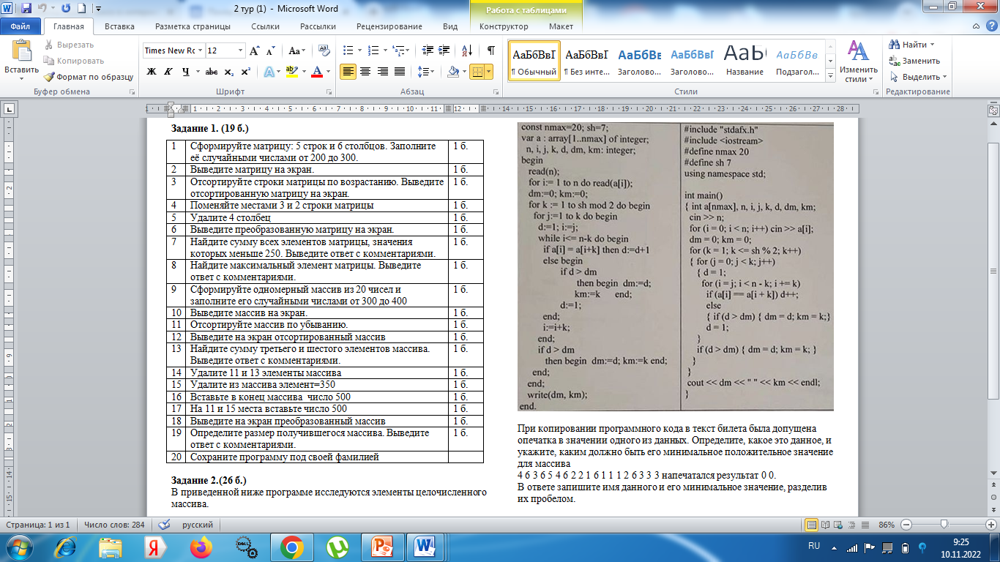 2 тур (1) - Microsoft Word
Работа с таблицами
Файл
Главная
Вставка
Разметка страницы
Ссылки
Рассылки
Рецензирование
Вид
Конструктор
Макет
Вставить
Вырезать
Копировать
Формат по образцу
Буфер обмена
Times New Ro
12
Ж К Ч abc x₂ x² A
Шрифт
Абзац
АаБбВвГ
¶ Обычный
АаБбВвГ
¶ Без инте...
АаБбВв
Заголово...
АаБбВвГ
Заголово...
АаБ
Название
АаБбВв
Подзагол...
Стили
Изменить
стили
Найти
Заменить
Выделить
Редактирование
Задание 1. (19 б.)
1 Сформируйте матрицу: 5 строк и 6 столбцов. Заполните 1 б.
её случайными числами от 200 до 300.
2 Выведите матрицу на экран. 1 б.
3 Отсортируйте строки матрицы по возрастанию. Выведите 1 б.
отсортированную матрицу на экран.
4 Поменяйте местами 3 и 2 строки матрицы 1 б.
5 Удалите 4 столбец 1 б.
6 Выведите преобразованную матрицу на экран. 1 б.
7 Найдите сумму всех элементов матрицы, значения 1 б.
которых меньше 250. Выведите ответ с комментариями.
8 Найдите максимальный элемент матрицы. Выведите 1 б.
ответ с комментариями.
9 Сформируйте одномерный массив из 20 чисел и 1 б.
заполните его случайными числами от 300 до 400
10 Выведите массив на экран. 1 б.
11 Отсортируйте массив по убыванию. 1 б.
12 Выведите на экран отсортированный массив 1 б.
13 Найдите сумму третьего и шестого элементов массива. 1 б.
Выведите ответ с комментариями.
14 Удалите 11 и 13 элементы массива 1 б.
15 Удалите из массива элемент=350 1 б.
16 Вставьте в конец массива число 500 1 б.
17 На 11 и 15 места вставьте число 500 1 б.
18 Выведите на экран преобразованный массив 1 б.
19 Определите размер получившегося массива. Выведите 1 б.
ответ с комментариями.
20 Сохраните программу под своей фамилией
Задание 2.(26 б.)
В приведенной ниже программе исследуются элементы целочисленного
массива.
const nmax=20; sh=7;
var a : array[1..nmax] of integer;
n, i, j, k, d, dm, km: integer;
begin
read(n);
for i:= 1 to n do read(a[i]);
dm:=0; km:=0;
for k := 1 to sh mod 2 do begin
for j:=1 to k do begin
d:=1; i:=j;
while i<= n-k do begin
if a[i] = a[i+k] then d:=d+1
else begin
if d > dm
then begin dm:=d;
km:=k end;
d:=1;
end;
i:=i+k;
end;
if d > dm
then begin dm:=d; km:=k end;
end;
end;
write(dm, km);
end.
#include "stdafx.h"
#include <iostream>
#define nmax 20
#define sh 7
using namespace std;
int main()
{ int a[nmax], n, i, j, k, d, dm, km;
cin >> n;
for (i = 0; i < n; i++) cin >> a[i];
dm = 0; km = 0;
for (k = 1; k <= sh % 2; k++)
{ for (j = 0; j < k; j++)
{ d = 1;
for (i = j; i < n - k; i += k)
if (a[i] == a[i + k]) d++;
else
{ if (d > dm) { dm = d; km = k;}
d = 1;
}
if (d > dm) { dm = d; km = k; }
}
}
cout << dm << " " << km << endl;
}
При копировании программного кода в текст билета была допущена
опечатка в значении одного из данных. Определите, какое это данное, и
укажите, каким должно быть его минимальное положительное значение
для массива
4 6 3 6 5 4 6 2 2 1 6 1 1 1 2 6 3 3 3 напечатался результат 0 0.
В ответе запишите имя данного и его минимальное значение, разделив
их пробелом.
Страница: 1 из 1
Число слов: 284
русский
86%
RU
9:25
10.11.2022